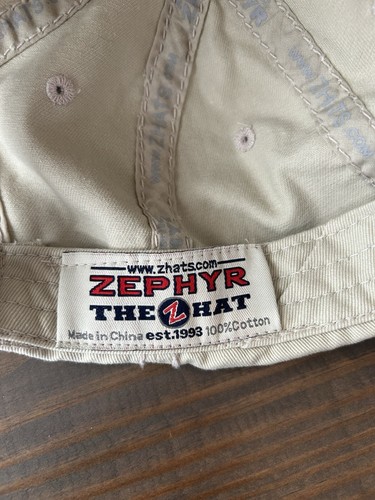 www.zhats.com
ZEPHYR
THE Z HAT
Made in China est.1993 100%Cotton